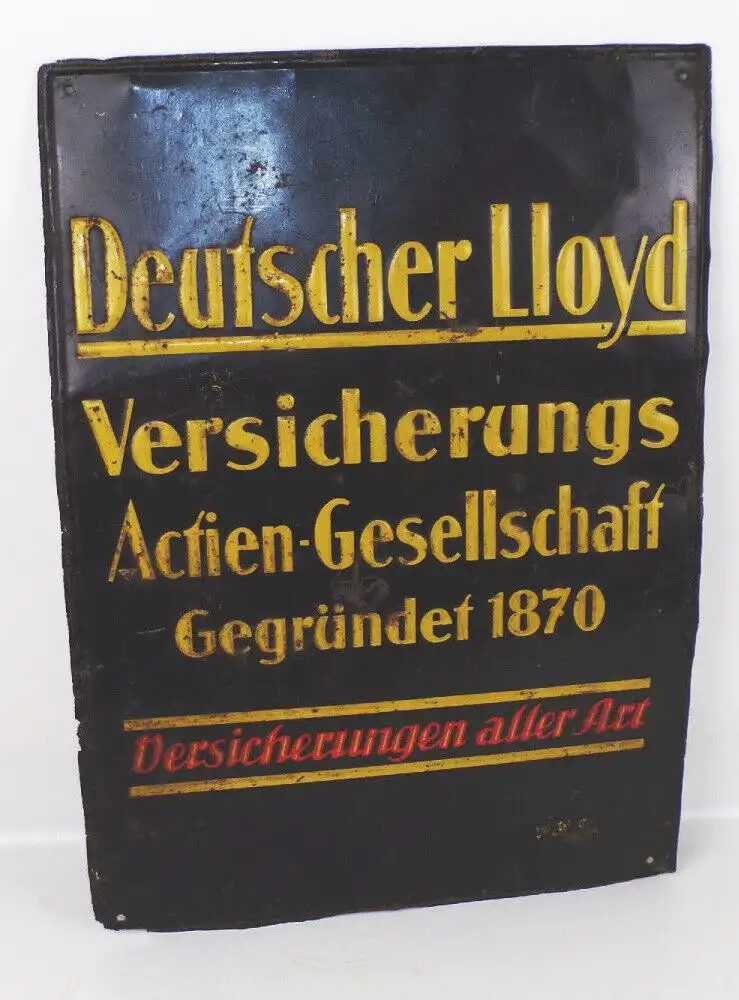 Deutscher Lloyd
Versicherungs
Actien-Gesellschaft
Gegründet 1870
Versicherungen aller Art